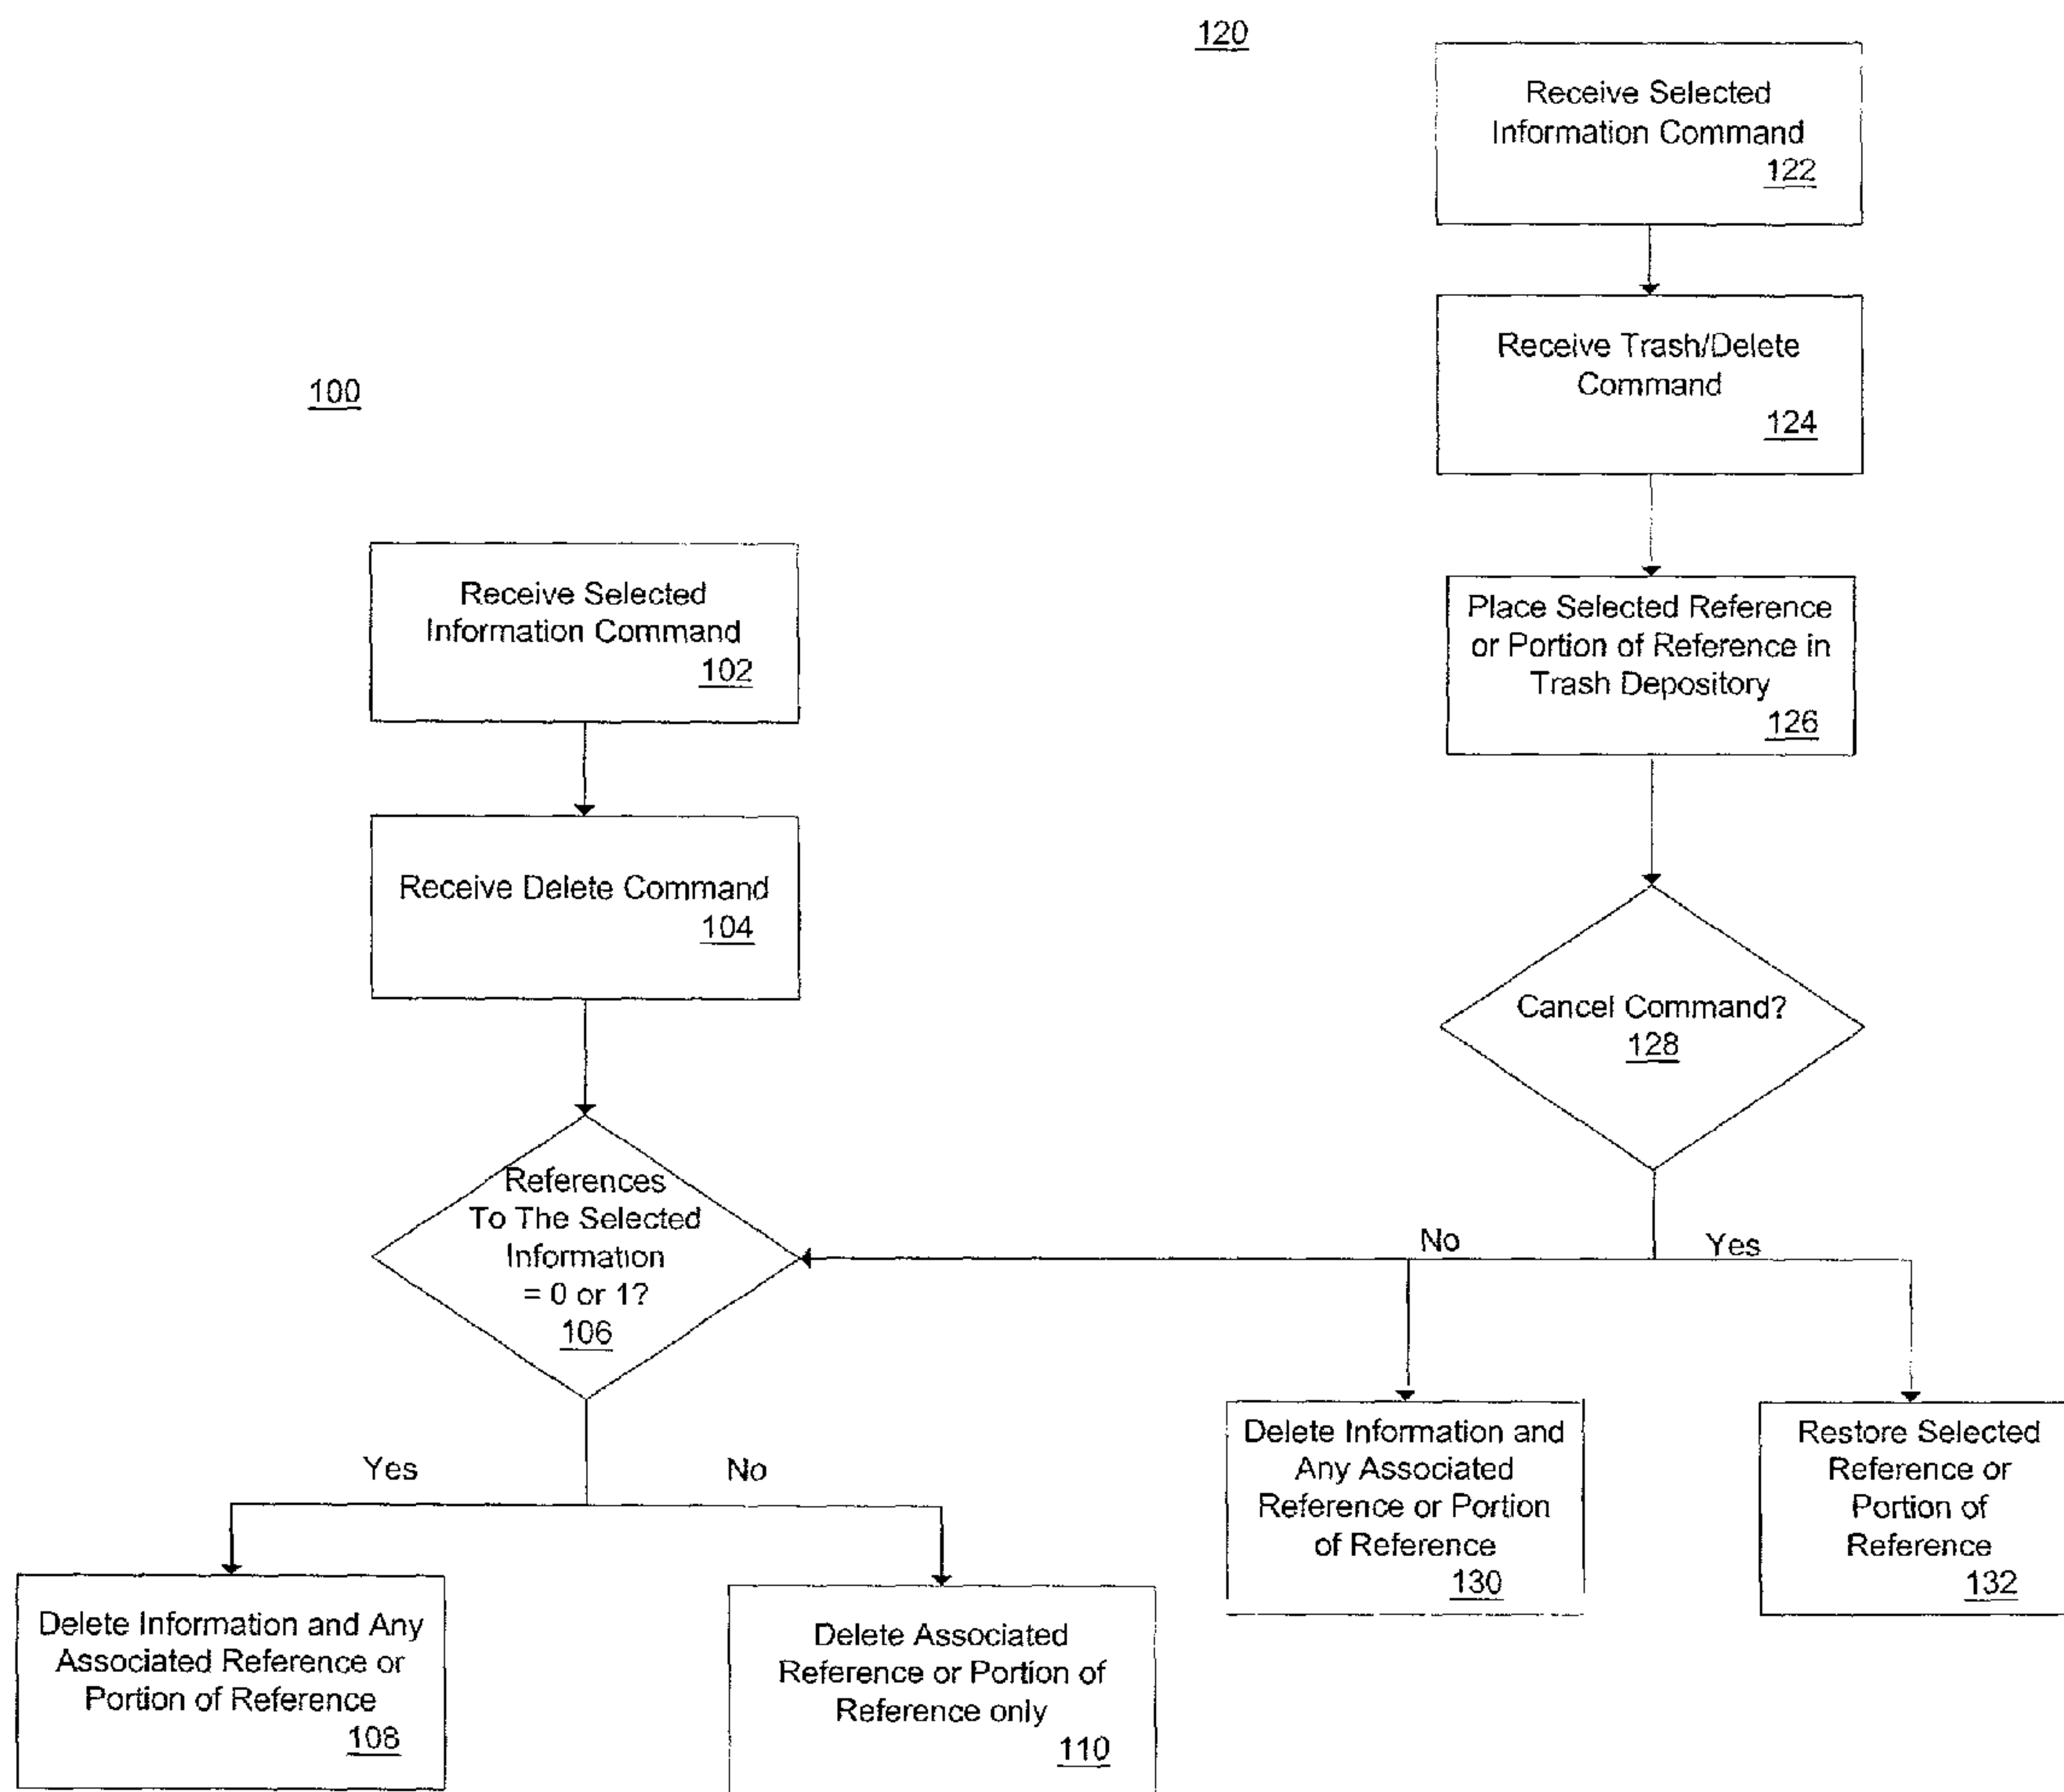 120
Receive Selected
Information Command
122
Receive Trash/Delete
Command
124
Place Selected Reference
or Portion of Reference in
Trash Depository
126
Cancel Command?
128
No
Yes
Delete Information and
Any Associated
Reference or Portion
of Reference
130
Restore Selected
Reference or
Portion of
Reference
132
100
Receive Selected
Information Command
102
Receive Delete Command
104
References
To The Selected
Information
= 0 or 1?
106
Yes
No
Delete Information and Any
Associated Reference or
Portion of Reference
108
Delete Associated
Reference or Portion of
Reference only
110